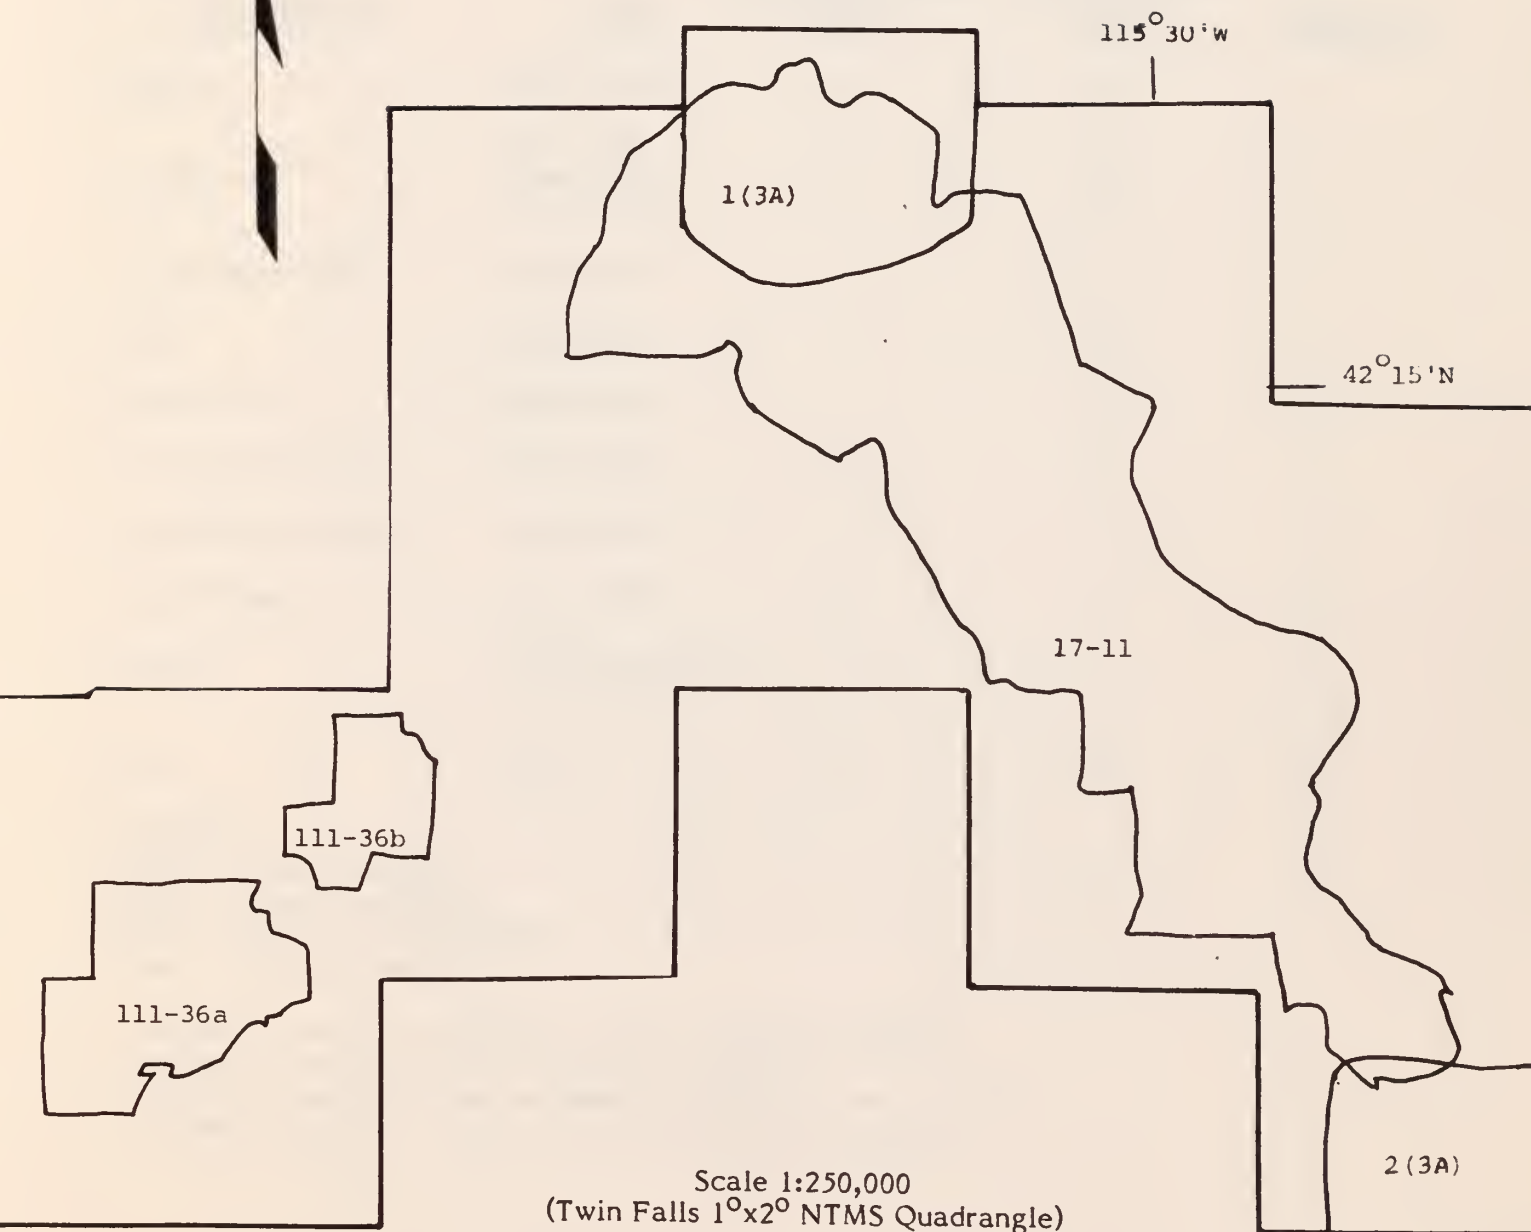 115°30'W
1(3A)
42°15'N
17-11
111-36b
111-36a
2(3A)
Scale 1:250,000
(Twin Falls 1°x2° NTMS Quadrangle)